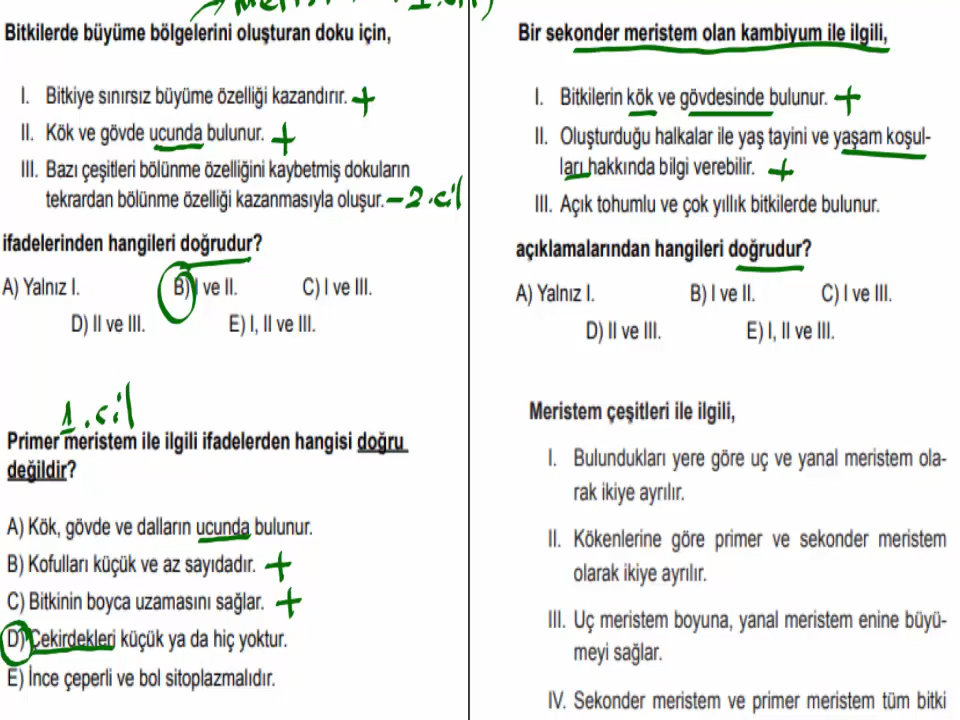 Bitkilerde büyüme bölgelerini oluşturan doku için,
I. Bitkiye sınırsız büyüme özelliği kazandırır. +
II. Kök ve gövde ucunda bulunur. +
III. Bazı çeşitleri bölünme özelliğini kaybetmiş dokuların
tekrardan bölünme özelliği kazanmasıyla oluşur. - 2.cil
ifadelerinden hangileri doğrudur?
A) Yalnız I. B) I ve II. C) I ve III.
D) II ve III. E) I, II ve III.
1.cil
Primer meristem ile ilgili ifadelerden hangisi doğru
değildir?
A) Kök, gövde ve dalların ucunda bulunur.
B) Kofulları küçük ve az sayıdadır. +
C) Bitkinin boyca uzamasını sağlar. +
D) Çekirdekleri küçük ya da hiç yoktur.
E) İnce çeperli ve bol sitoplazmalıdır.
Bir sekonder meristem olan kambiyum ile ilgili,
I. Bitkilerin kök ve gövdesinde bulunur. +
II. Oluşturduğu halkalar ile yaş tayini ve yaşam koşul-
ları hakkında bilgi verebilir. +
III. Açık tohumlu ve çok yıllık bitkilerde bulunur.
açıklamalarından hangileri doğrudur?
A) Yalnız I. B) I ve II. C) I ve III.
D) II ve III. E) I, II ve III.
Meristem çeşitleri ile ilgili,
I. Bulundukları yere göre uç ve yanal meristem ola-
rak ikiye ayrılır.
II. Kökenlerine göre primer ve sekonder meristem
olarak ikiye ayrılır.
III. Uç meristem boyuna, yanal meristem enine büyü-
meyi sağlar.
IV. Sekonder meristem ve primer meristem tüm bitki